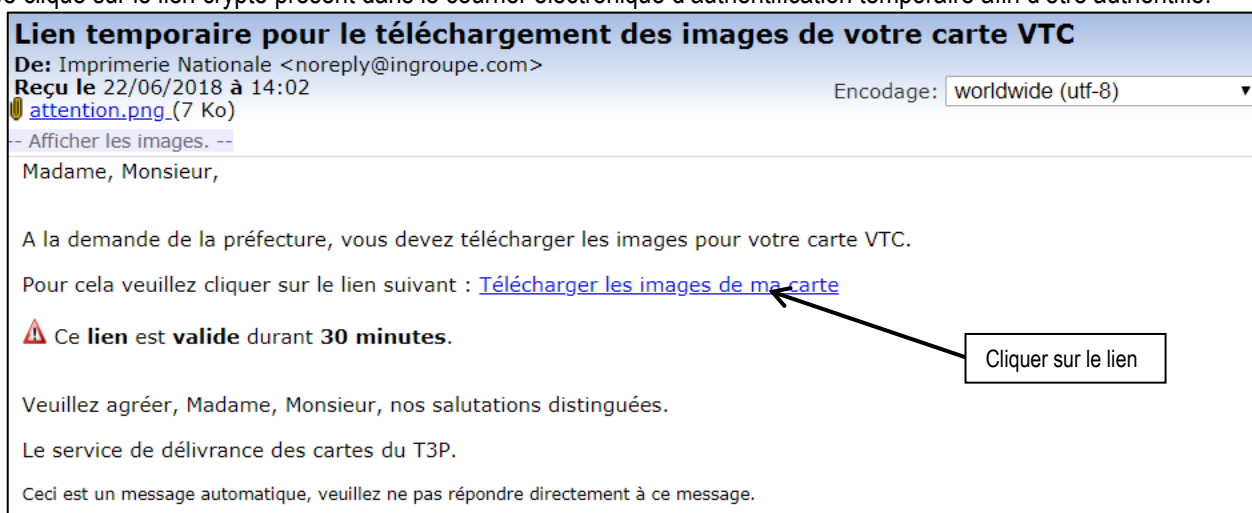 Lien temporaire pour le téléchargement des images de votre carte VTC
De: Imprimerie Nationale <noreply@ingroupe.com>
Reçu le 22/06/2018 à 14:02
Encodage: worldwide (utf-8)
attention.png (7 Ko)
-- Afficher les images. --
Madame, Monsieur,
A la demande de la préfecture, vous devez télécharger les images pour votre carte VTC.
Pour cela veuillez cliquer sur le lien suivant : Télécharger les images de ma carte
Ce lien est valide durant 30 minutes.
Cliquer sur le lien
Veuillez agréer, Madame, Monsieur, nos salutations distinguées.
Le service de délivrance des cartes du T3P.
Ceci est un message automatique, veuillez ne pas répondre directement à ce message.